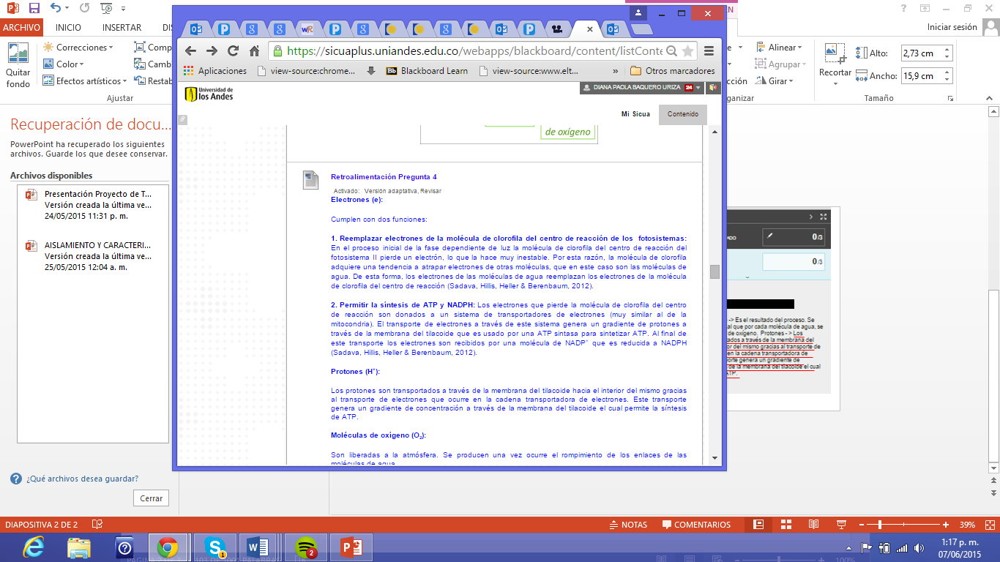 ARCHIVO INICIO INSERTAR
Iniciar sesión
Quitar fondo
Correcciones
Color
Efectos artísticos
Ajustar
Alinear
Agrupar
Girar
Recortar
Alto: 2,73 cm
Ancho: 15,9 cm
Tamaño
Recuperación de docu...
PowerPoint ha recuperado los siguientes
archivos. Guarde los que desee conservar.
Archivos disponibles
Presentación Proyecto de T...
Versión creada la última ve...
24/05/2015 11:31 p. m.
AISLAMIENTO Y CARACTERI...
Versión creada la última ve...
25/05/2015 12:04 a. m.
¿Qué archivos desea guardar?
Cerrar
https://sicuaplus.uniandes.edu.co/webapps/blackboard/content/listConte
Aplicaciones
view-source:chrome...
Bb Blackboard Learn
view-source:www.elt...
» Otros marcadores
Universidad de
los Andes
DIANA PAOLA BAQUERO URIZA 24
Mi Sicua Contenido
de oxígeno
Retroalimentación Pregunta 4
Activado: Versión adaptativa, Revisar
Electrones (e):
Cumplen con dos funciones:
1. Reemplazar electrones de la molécula de clorofila del centro de reacción de los fotosistemas:
En el proceso inicial de la fase dependiente de luz la molécula de clorofila del centro de reacción del
fotosistema II pierde un electrón, lo que la hace muy inestable. Por esta razón, la molécula de clorofila
adquiere una tendencia a atrapar electrones de otras moléculas, que en este caso son las moléculas de
agua. De esta forma, los electrones de las moléculas de agua reemplazan los electrones de la molécula
de clorofila del centro de reacción (Sadava, Hillis, Heller & Berenbaum, 2012).
2. Permitir la síntesis de ATP y NADPH: Los electrones que pierde la molécula de clorofila del centro
de reacción son donados a un sistema de transportadores de electrones (muy similar al de la
mitocondria). El transporte de electrones a través de este sistema genera un gradiente de protones a
través de la membrana del tilacoide que es usado por una ATP sintasa para sintetizar ATP. Al final de
este transporte los electrones son recibidos por una molécula de NADP⁺ que es reducida a NADPH
(Sadava, Hillis, Heller & Berenbaum, 2012).
Protones (H⁺):
Los protones son transportados a través de la membrana del tilacoide hacia el interior del mismo gracias
al transporte de electrones que ocurre en la cadena transportadora de electrones. Este transporte
genera un gradiente de concentración a través de la membrana del tilacoide el cual permite la síntesis
de ATP.
Moléculas de oxígeno (O₂):
Son liberadas a la atmósfera. Se producen una vez ocurre el rompimiento de los enlaces de las
moléculas de agua
0/3
0/3
-> Es el resultado del proceso. Se
al que por cada molécula de agua, se
de oxígeno. Protones - > Los
ados a través de la membrana del
or del mismo gracias al transporte de
en la cadena transportadora de
orte genera un gradiente de
de la membrana del tilacoide el cual
ATP.
DIAPOSITIVA 2 DE 2
NOTAS
COMENTARIOS
39%
1:17 p. m.
07/06/2015